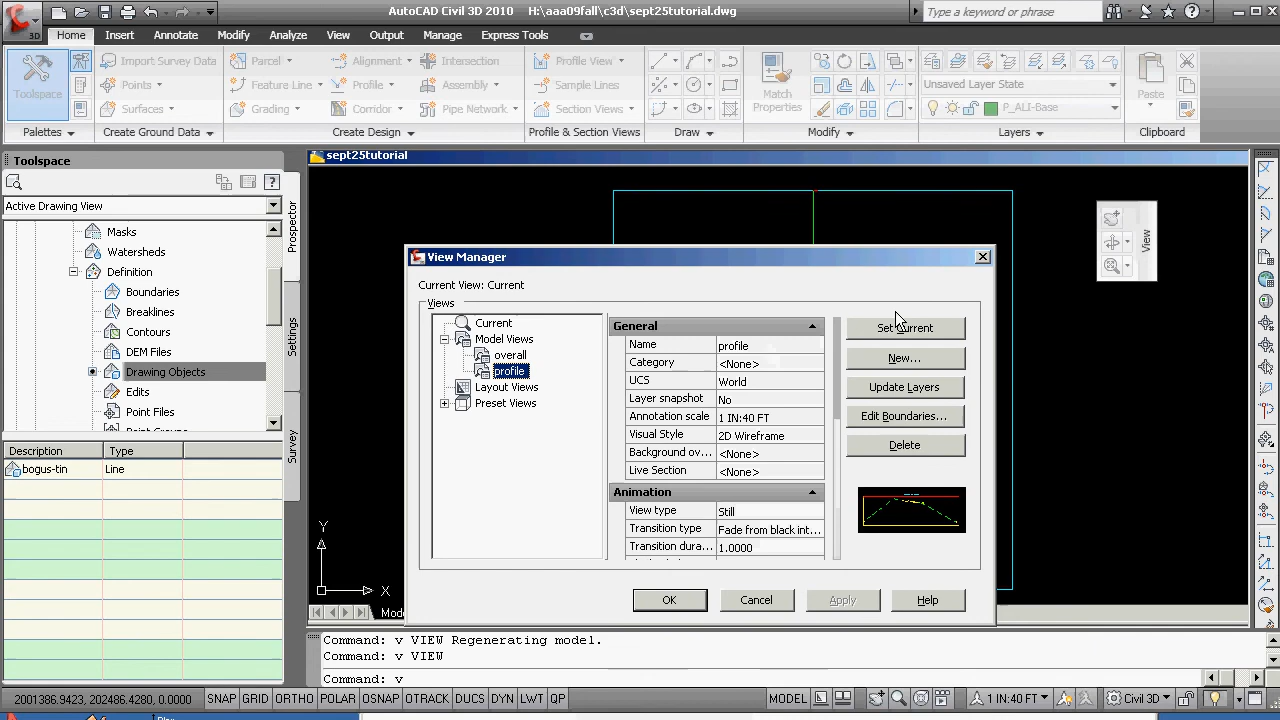 AutoCAD Civil 3D 2010 H:\aaa09fall\c3d\sept25tutorial.dwg
Type a keyword or phrase
3D
Home Insert Annotate Modify View Analyze View Output Manage Express Tools
Toolspace
Import Survey Data
Points
Surfaces
Parcel
Feature Line
Grading
Alignment
Profile
Corridor
Intersection
Assembly
Pipe Network
Profile View
Sample Lines
Section Views
Match
Properties
Unsaved Layer State
P_ALI-Base
Paste
Palettes Create Ground Data Create Design Profile & Section Views Draw Modify Layers Clipboard
Toolspace
Active Drawing View
Masks
Watersheds
Definition
Boundaries
Breaklines
Contours
DEM Files
Drawing Objects
Edits
Point Files
Prospector
Settings
Survey
Description Type
bogus-tin Line
sept25tutorial
View
Y
X
View Manager
Current View: Current
Views
Current
Model Views
overall
profile
Layout Views
Preset Views
General
Name profile
Category <None>
UCS World
Layer snapshot No
Annotation scale 1 IN:40 FT
Visual Style 2D Wireframe
Background ov... <None>
Live Section <None>
Animation
View type Still
Transition type Fade from black int...
Transition dura... 1.0000
Set Current
New...
Update Layers
Edit Boundaries...
Delete
OK Cancel Apply Help
Command: v VIEW Regenerating model.
Command: v VIEW
Command: v
2001386.9423, 202486.4280, 0.0000 SNAP GRID ORTHO POLAR OSNAP OTRACK DUCS DYN LWT QP MODEL 1 IN:40 FT Civil 3D